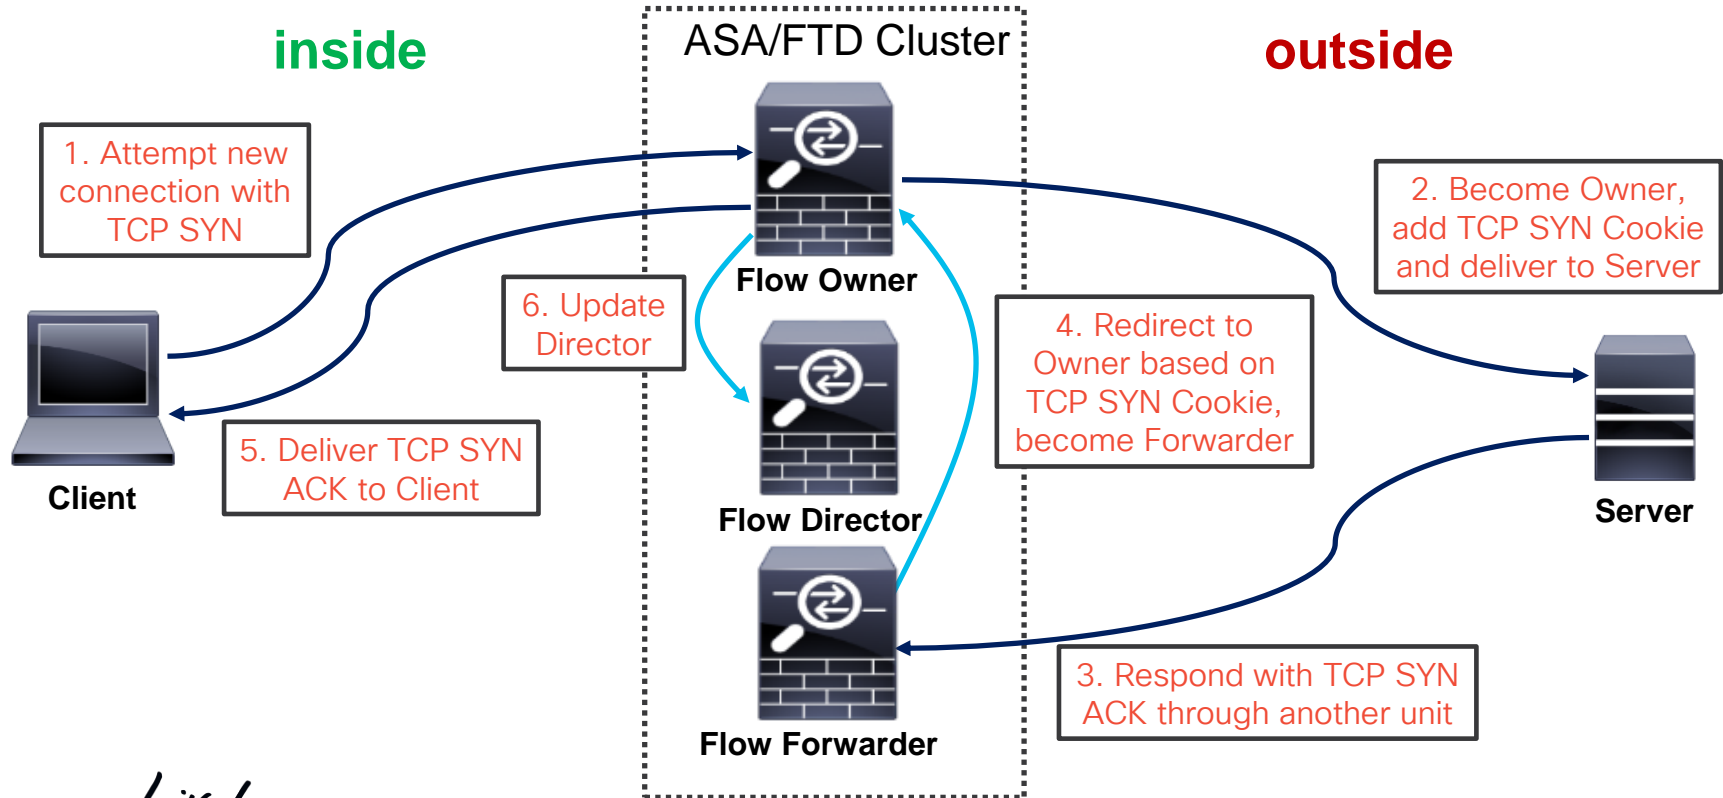 inside
ASA/FTD Cluster
outside
1. Attempt new
connection with
TCP SYN
2. Become Owner,
add TCP SYN Cookie
and deliver to Server
Flow Owner
6. Update
Director
4. Redirect to
Owner based on
TCP SYN Cookie,
become Forwarder
5. Deliver TCP SYN
ACK to Client
Client
Flow Director
Server
3. Respond with TCP SYN
ACK through another unit
Flow Forwarder